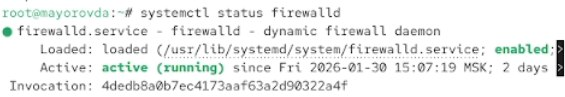 root@mayorovda:~# systemctl status firewalld
● firewalld.service - firewalld - dynamic firewall daemon
Loaded: loaded (/usr/lib/systemd/system/firewalld.service; enabled;>
Active: active (running) since Fri 2026-01-30 15:07:19 MSK; 2 days >
Invocation: 4dedb8a0b7ec4173aaf63a2d90322a4f